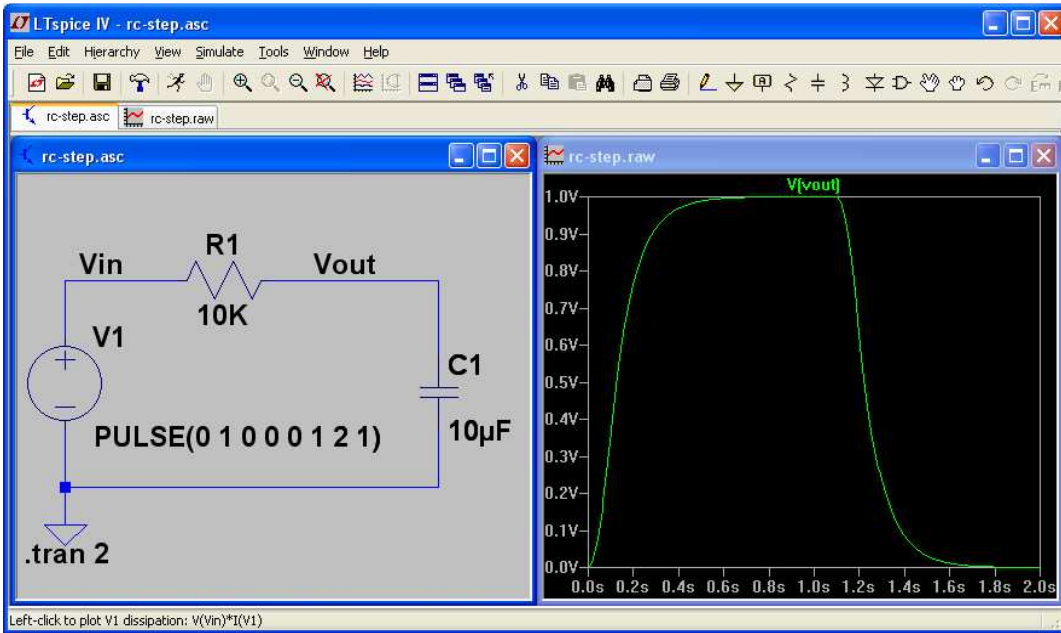 LTspice IV - rc-step.asc
File Edit Hierarchy View Simulate Tools Window Help
rc-step.asc rc-step.raw
rc-step.asc
R1
Vin Vout
10K
V1
C1
PULSE(0 1 0 0 0 1 2 1)
10µF
.tran 2
rc-step.raw
V(vout)
1.0V
0.9V
0.8V
0.7V
0.6V
0.5V
0.4V
0.3V
0.2V
0.1V
0.0V
0.0s 0.2s 0.4s 0.6s 0.8s 1.0s 1.2s 1.4s 1.6s 1.8s 2.0s
Left-click to plot V1 dissipation: V(Vin)*I(V1)